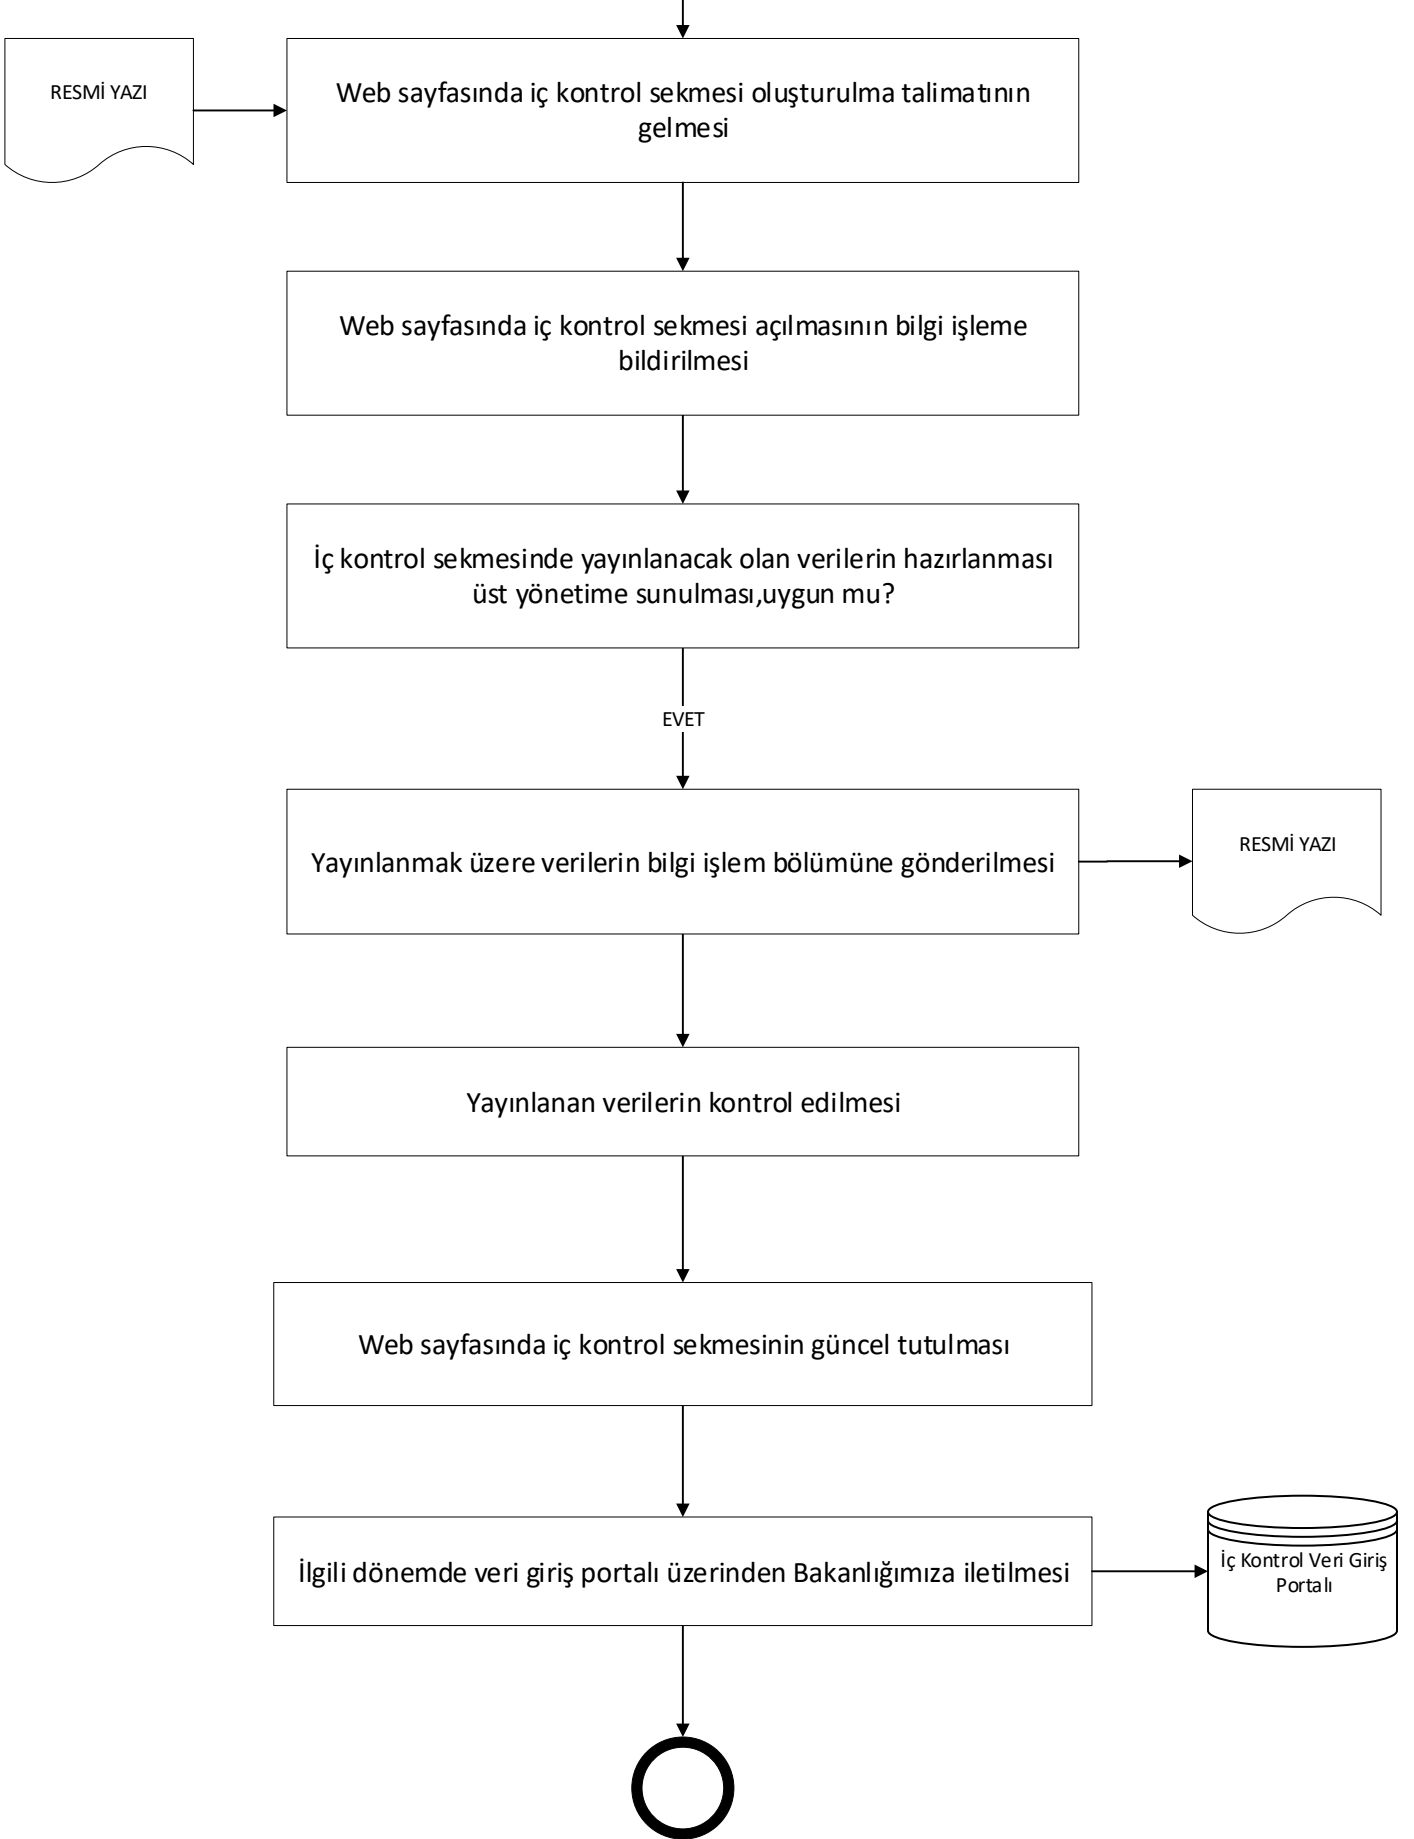 RESMİ YAZI
Web sayfasında iç kontrol sekmesi oluşturulma talimatının
gelmesi
Web sayfasında iç kontrol sekmesi açılmasının bilgi işleme
bildirilmesi
İç kontrol sekmesinde yayınlanacak olan verilerin hazırlanması
üst yönetime sunulması,uygun mu?
EVET
Yayınlanmak üzere verilerin bilgi işlem bölümüne gönderilmesi
RESMİ YAZI
Yayınlanan verilerin kontrol edilmesi
Web sayfasında iç kontrol sekmesinin güncel tutulması
İlgili dönemde veri giriş portalı üzerinden Bakanlığımıza iletilmesi
İç Kontrol Veri Giriş
Portalı